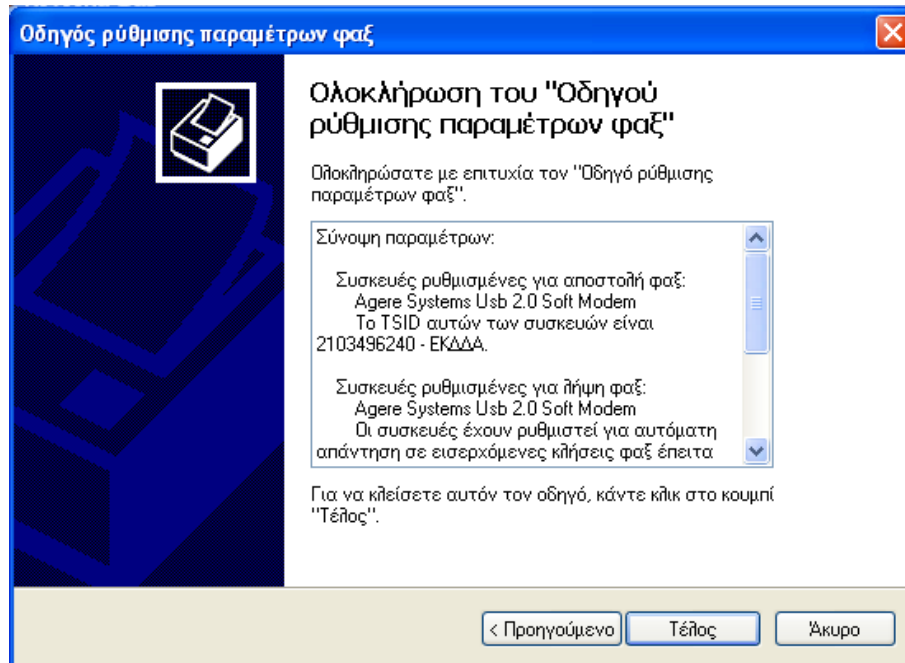 Οδηγός ρύθμισης παραμέτρων φαξ
Ολοκλήρωση του "Οδηγού
ρύθμισης παραμέτρων φαξ"
Ολοκληρώσατε με επιτυχία τον "Οδηγό ρύθμισης
παραμέτρων φαξ".
Σύνοψη παραμέτρων:
Συσκευές ρυθμισμένες για αποστολή φαξ:
Agere Systems Usb 2.0 Soft Modem
Το TSID αυτών των συσκευών είναι
2103496240 - ΕΚΔΔΑ.
Συσκευές ρυθμισμένες για λήψη φαξ:
Agere Systems Usb 2.0 Soft Modem
Οι συσκευές έχουν ρυθμιστεί για αυτόματη
απάντηση σε εισερχόμενες κλήσεις φαξ έπειτα
Για να κλείσετε αυτόν τον οδηγό, κάντε κλικ στο κουμπί
"Τέλος".
< Προηγούμενο
Τέλος
Άκυρο